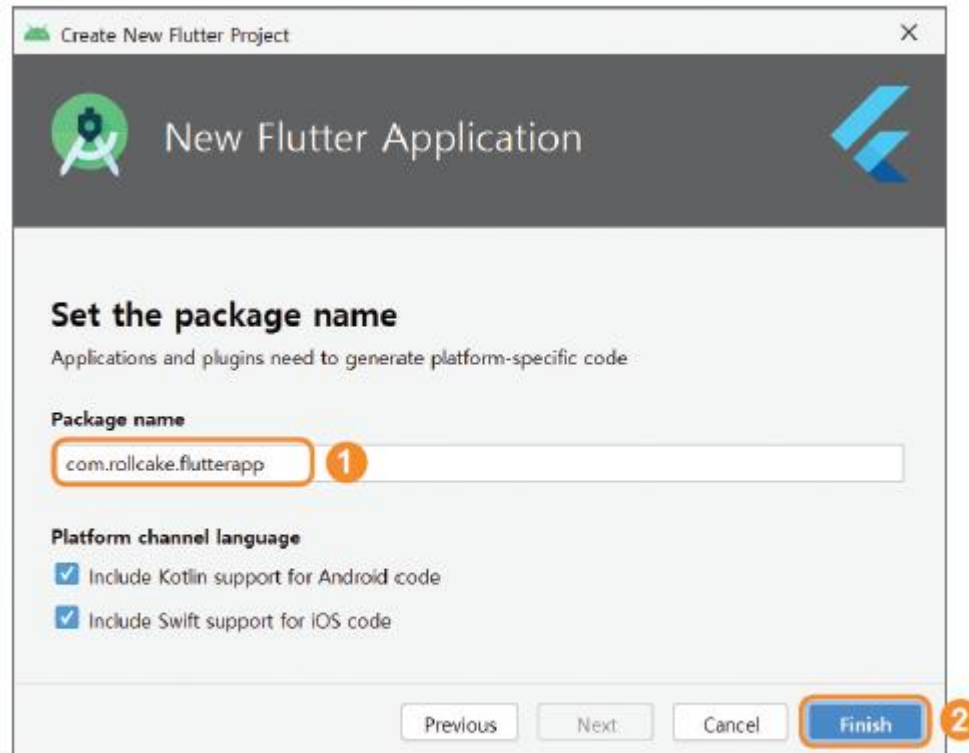 Create New Flutter Project
New Flutter Application
Set the package name
Applications and plugins need to generate platform-specific code
Package name
com.rollcake.flutterapp 1
Platform channel language
Include Kotlin support for Android code
Include Swift support for iOS code
Previous Next Cancel Finish 2